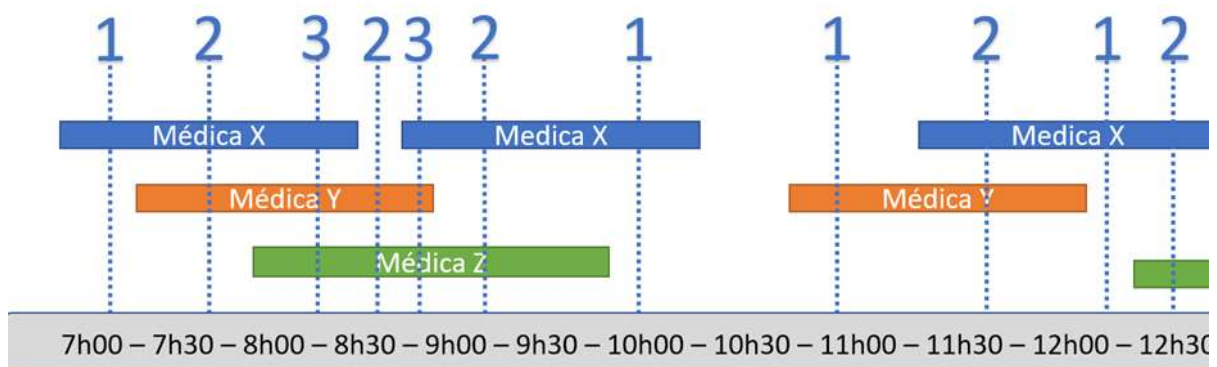 1 2 3 2 3 2 1 1 2 1 2
Médica X Medica X Medica X
Médica Y Médica Y
Médica Z
7h00 – 7h30 – 8h00 – 8h30 – 9h00 – 9h30 – 10h00 – 10h30 – 11h00 – 11h30 – 12h00 – 12h30